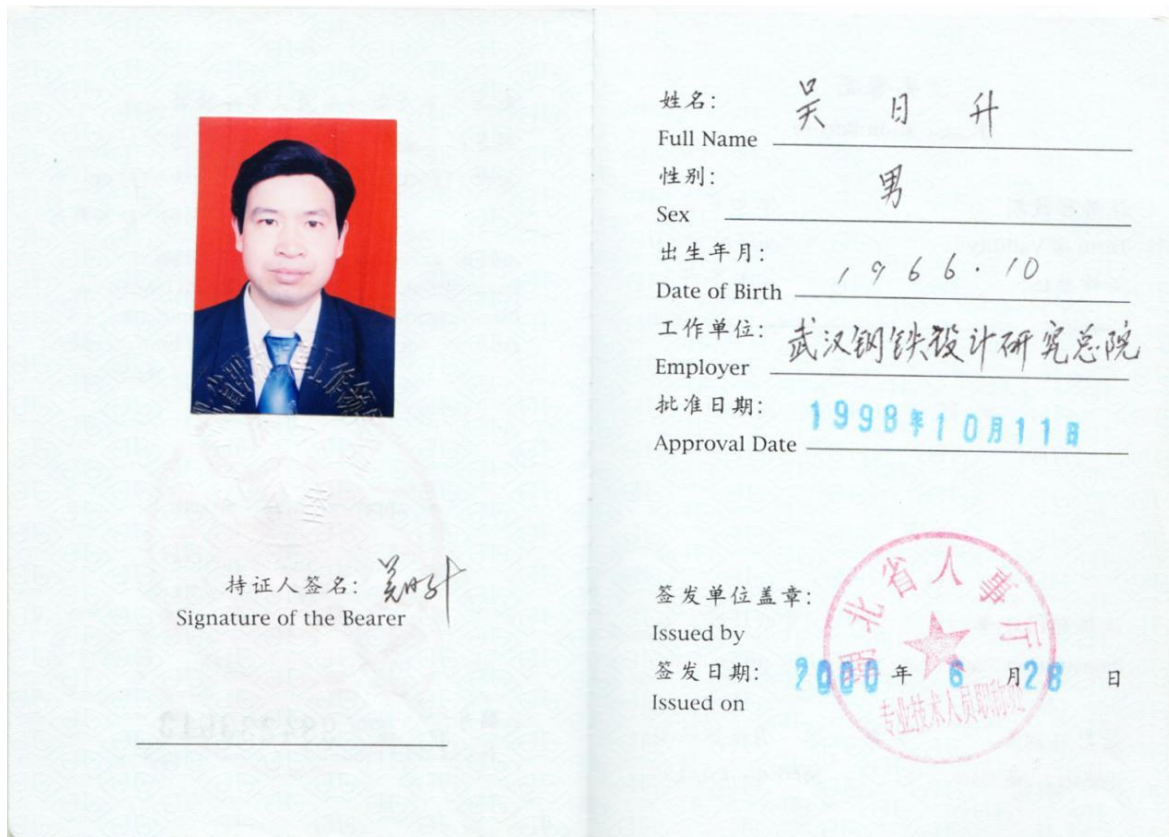 持证人签名: 吴日升
Signature of the Bearer
姓名: 吴日升
Full Name
性别: 男
Sex
出生年月: 1966.10
Date of Birth
工作单位: 武汉钢铁设计研究总院
Employer
批准日期: 1998年10月11日
Approval Date
湖北省人事厅
专业技术人员职称处
签发单位盖章:
Issued by
签发日期: 2000年6月28日
Issued on